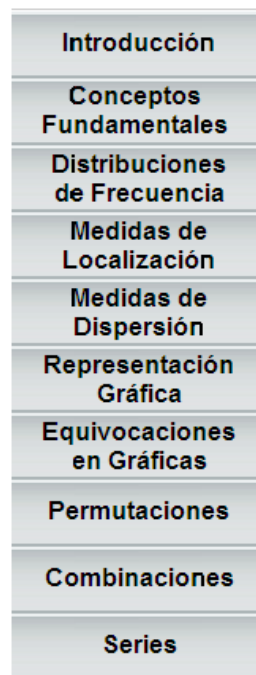 Introducción
Conceptos
Fundamentales
Distribuciones
de Frecuencia
Medidas de
Localización
Medidas de
Dispersión
Representación
Gráfica
Equivocaciones
en Gráficas
Permutaciones
Combinaciones
Series